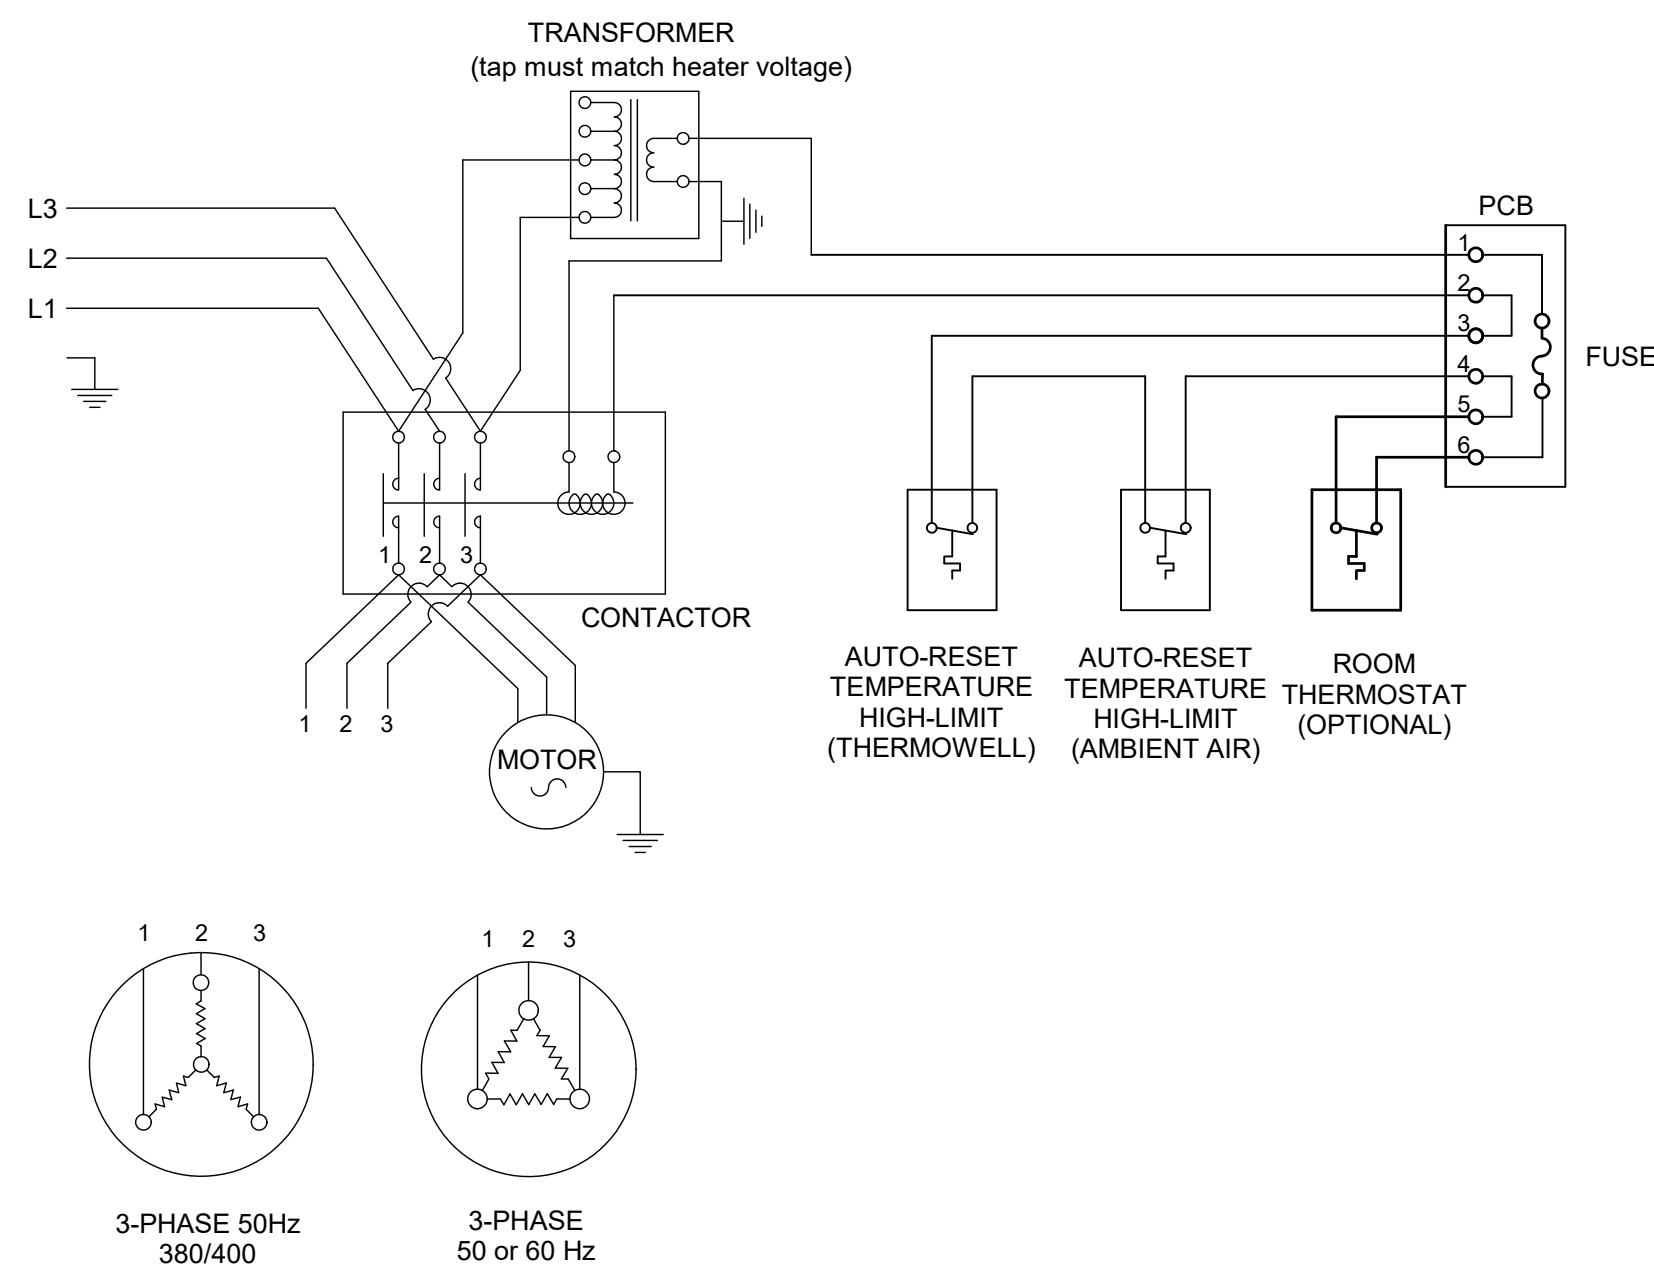 TRANSFORMER
(tap must match heater voltage)
L3
L2
L1
PCB
1
2
3
4
5
6
FUSE
1 2 3
CONTACTOR
1 2 3
MOTOR
AUTO-RESET
TEMPERATURE
HIGH-LIMIT
(THERMOWELL)
AUTO-RESET
TEMPERATURE
HIGH-LIMIT
(AMBIENT AIR)
ROOM
THERMOSTAT
(OPTIONAL)
1 2 3
3-PHASE 50Hz
380/400
1 2 3
3-PHASE
50 or 60 Hz